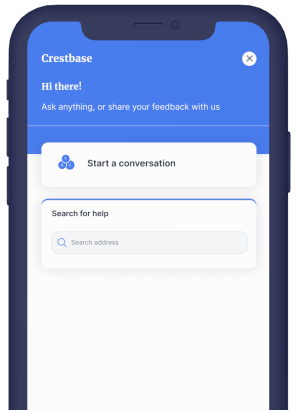 Crestbase
Hi there!
Ask anything, or share your feedback with us
Start a conversation
Search for help
Search address